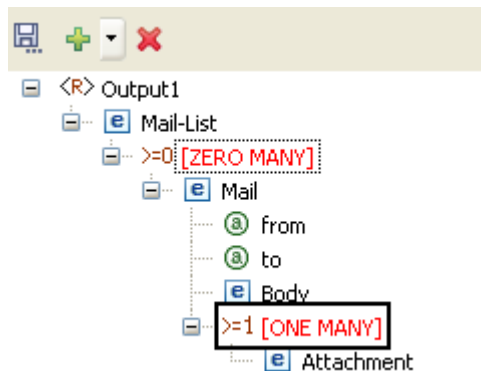 <R> Output1
e Mail-List
>=0 [ZERO MANY]
e Mail
a from
a to
e Body
>=1 [ONE MANY]
e Attachment